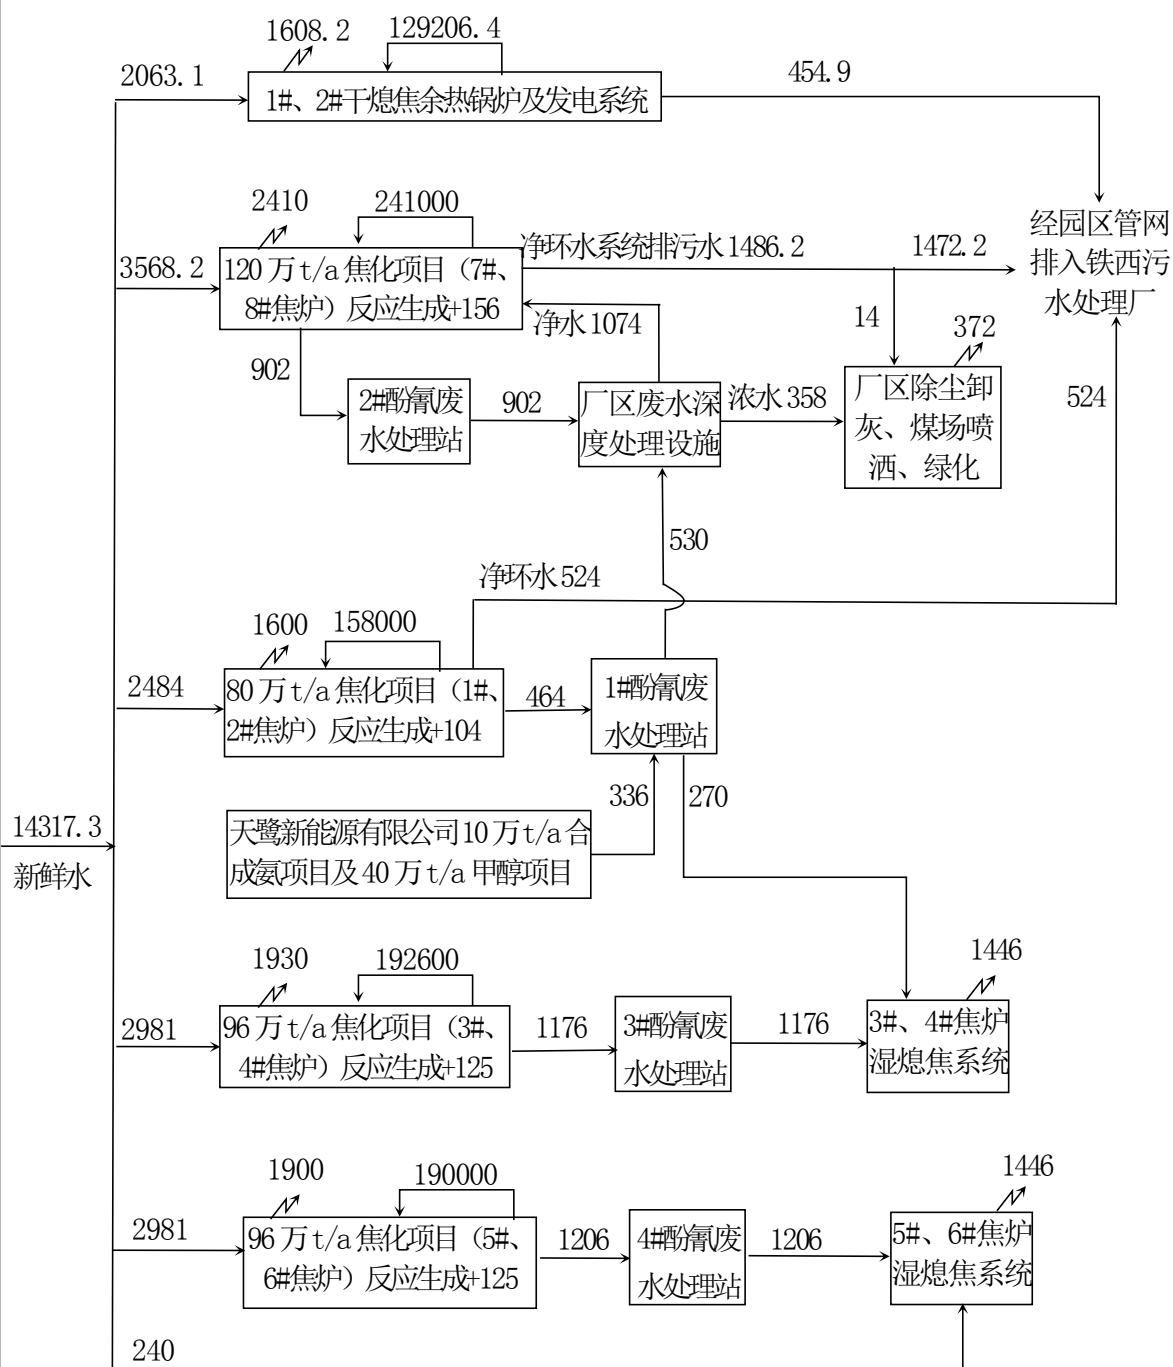 1608.2
129206.4
2063.1
454.9
1#、2#干熄焦余热锅炉及发电系统
2410
241000
经园区管网
排入铁西污
水处理厂
净环水系统排污水1486.2
1472.2
3568.2
120万t/a焦化项目（7#、
8#焦炉）反应生成+156
净水1074
14
372
902
2#酚氰废
水处理站
902
厂区废水深
度处理设施
浓水358
厂区除尘卸
灰、煤场喷
洒、绿化
524
530
净环水524
1600
158000
2484
80万t/a焦化项目（1#、
2#焦炉）反应生成+104
464
1#酚氰废
水处理站
336
270
14317.3
新鲜水
天鹭新能源有限公司10万t/a合
成氨项目及40万t/a甲醇项目
1930
192600
1446
2981
96万t/a焦化项目（3#、
4#焦炉）反应生成+125
1176
3#酚氰废
水处理站
1176
3#、4#焦炉
湿熄焦系统
1900
190000
1446
2981
96万t/a焦化项目（5#、
6#焦炉）反应生成+125
1206
4#酚氰废
水处理站
1206
5#、6#焦炉
湿熄焦系统
240